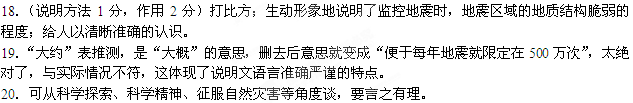 18.（说明方法 1 分，作用 2 分）打比方；生动形象地说明了监控地震时，地震区域的地质结构脆弱的
程度；给人以清晰准确的认识。
19.“大约”表推测，是“大概”的意思，删去后意思就变成“便于每年地震就限定在 500 万次”，太绝
对了，与实际情况不符，这体现了说明文语言准确严谨的特点。
20. 可从科学探索、科学精神、征服自然灾害等角度谈，要言之有理。